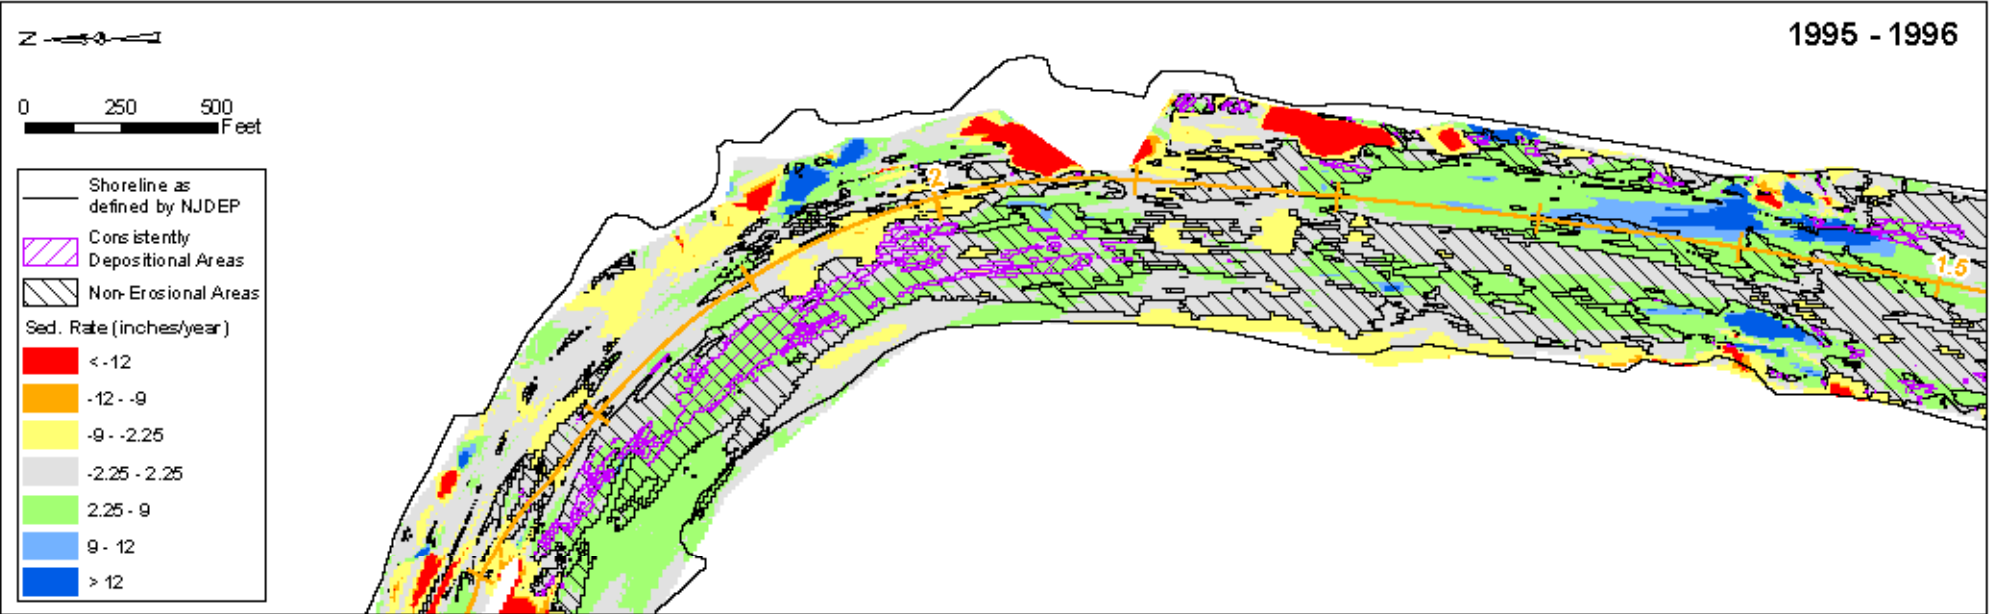 Z
1995 - 1996
0 250 500
Feet
Shoreline as
defined by NJDEP
Consistently
Depositional Areas
Non-Erosional Areas
Sed. Rate (inches/year)
< -12
-12 - -9
-9 - -2.25
-2.25 - 2.25
2.25 - 9
9 - 12
> 12
2
1.5